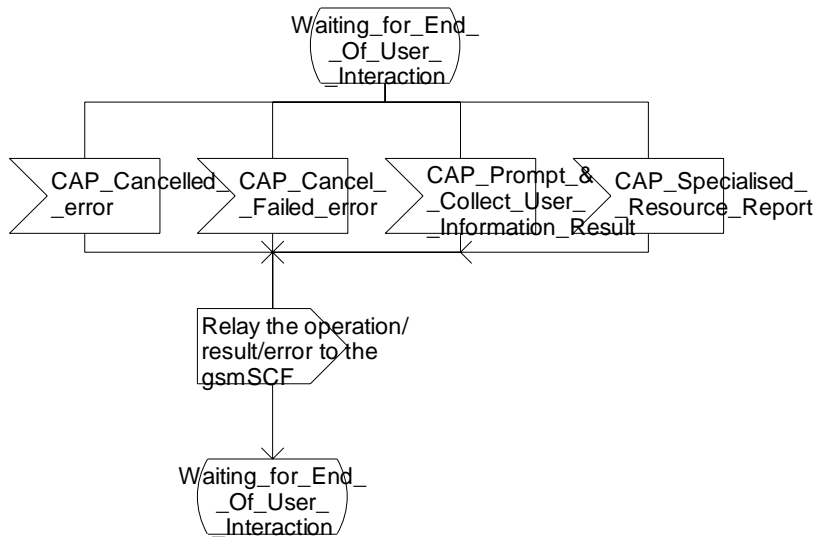 Waiting_for_End_
_Of_User_
_Interaction
CAP_Cancelled_
_error
CAP_Cancel_
_Failed_error
CAP_Prompt_&
_Collect_User_
_Information_Result
CAP_Specialised_
_Resource_Report
Relay the operation/
result/error to the
gsmSCF
Waiting_for_End_
_Of_User_
_Interaction